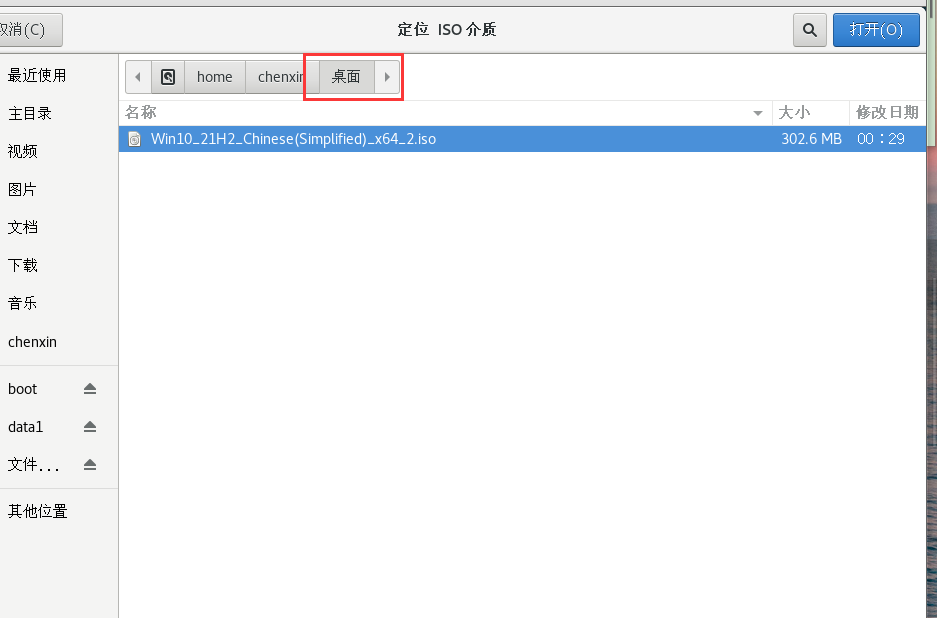 取消(C)
定位 ISO 介质
打开(O)
home
chenxin
桌面
名称
大小
修改日期
Win10_21H2_Chinese(Simplified)_x64_2.iso
302.6 MB
00：29
最近使用
主目录
视频
图片
文档
下载
音乐
chenxin
boot
data1
文件...
其他位置